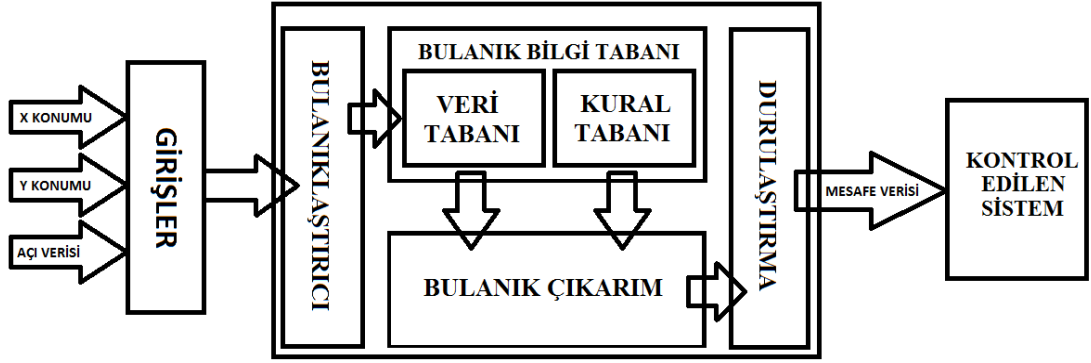 X KONUMU
Y KONUMU
AÇI VERİSİ
GİRİŞLER
BULANIKLAŞTIRICI
BULANIK BİLGİ TABANI
VERİ
TABANI
KURAL
TABANI
BULANIK ÇIKARIM
DURULAŞTIRMA
MESAFE VERİSİ
KONTROL
EDİLEN
SİSTEM